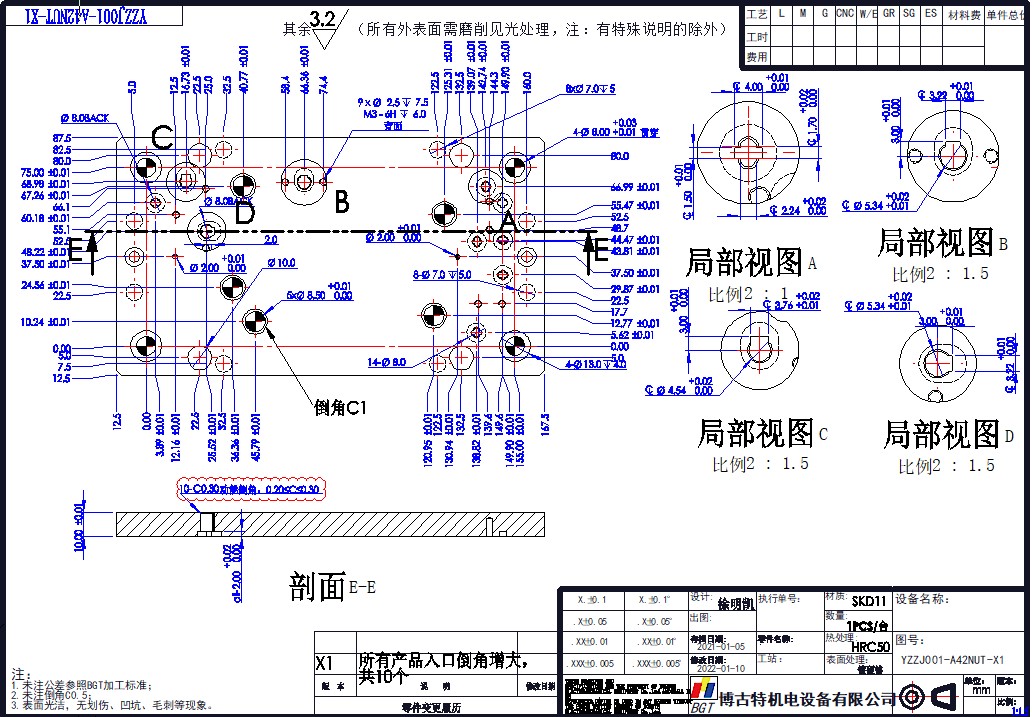 YZZJ001-A42NUT-X1
其余 3.2 (所有外表面需磨削见光处理，注：有特殊说明的除外)
工艺 L M G CNC W/E GR SG ES 材料费 单件总价
工时
费用
5.0 12.5 16.73 ±0.01 22.5 25.0 32.5 40.77 ±0.01 58.4 66.36 ±0.01 74.4 122.5 125.31 ±0.01 132.5 139.07 ±0.01 142.74 ±0.01 144.3 149.90 ±0.01 160.0
Ø 8.0BACK
9 x Ø 2.5 ↧ 7.5
M3 - 6H ↧ 6.0
背面
8xØ 7.0↧5
4-Ø 8.00 +0.03 +0.01 贯穿
87.5
82.5
80.0
75.00 ±0.01
68.98 ±0.01
67.26 ±0.01
66.1
60.18 ±0.01
55.1
52.5
48.22 ±0.01
37.50 ±0.01
24.56 ±0.01
22.5
10.24 ±0.01
0.00
5.0
7.5
12.5
C
D
B
A
E
E
Ø 8.0BACK
2.0
Ø 2.00 +0.01 0.00
Ø 2.00 +0.01 0.00
Ø 10.0
6xØ 8.50 +0.01 0.00
8-Ø 7.0 ↧5.0
14-Ø 8.0
4-Ø13.0↧4.0
倒角C1
80.0
66.99 ±0.01
55.47 ±0.01
52.5
48.7
44.47 ±0.01
43.81 ±0.01
37.50 ±0.01
29.87 ±0.01
22.5
17.7
12.77 ±0.01
5.62 ±0.01
0.00
5.0
12.5
12.5 0.00 3.89 ±0.01 12.16 ±0.01 22.5 25.52 ±0.01 32.5 36.36 ±0.01 45.79 ±0.01 120.95 ±0.01 122.5 130.94 ±0.01 132.5 138.82 ±0.01 139.6 149.6 149.90 ±0.01 155.00 ±0.01 167.5
℄ 4.00 +0.01 0.00
℄ 1.70 +0.02 0.00
1.50 +0.01 0.00
℄ 2.24 +0.02 0.00
局部视图 A
比例2 : 1
℄ 3.22 +0.01 0.00
3.00 +0.01 0.00
℄ Ø 5.34 +0.02 +0.01
局部视图 B
比例2 : 1.5
℄ 3.76 +0.02 +0.01
3.00 +0.01 0.00
℄ Ø 4.54 +0.02 +0.01
局部视图 C
比例2 : 1.5
℄ Ø 5.34 +0.02 +0.01
3.00 +0.01 0.00
℄ 3.22 +0.01 0.00
局部视图 D
比例2 : 1.5
10-C0.30功能倒角，0.20≤C≤0.30
10.00 ±0.01
all-2.00 +0.02 0.00
剖面 E-E
注:
1. 未注公差参照BGT加工标准;
2. 未注倒角C0.5;
3. 表面光洁, 无划伤、凹坑、毛刺等现象。
X1 所有产品入口倒角增大，
共10个
版 本 说 明 修改日期
零件变更履历
X.±0.1 X.±0.1°
.X±0.05 .X±0.05°
.XX±0.01 .XX±0.01°
.XXX±0.005 .XXX±0.005°
设计: 徐明凯
出图:
出图日期: 2021-01-05
修改日期: 2022-01-10
执行单号:
零件名称:
工站:
材质: SKD11
数量: 1PCS/台
热处理: HRC50
表面处理:
设备名称:
图号:
YZZJ001-A42NUT-X1
BGT 博古特机电设备有限公司
单位: mm
版本:
比例: 1:1